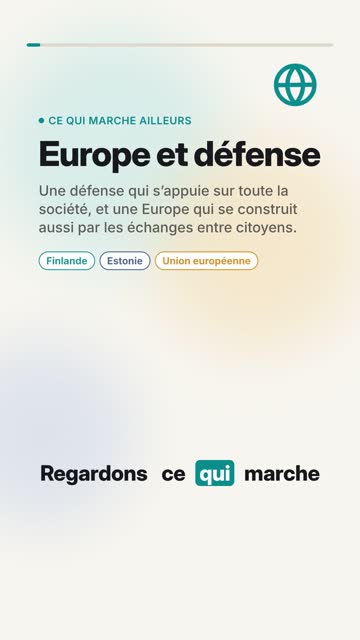 CE QUI MARCHE AILLEURS
Europe et défense
Une défense qui s’appuie sur toute la
société, et une Europe qui se construit
aussi par les échanges entre citoyens.
Finlande Estonie Union européenne
Regardons ce qui marche